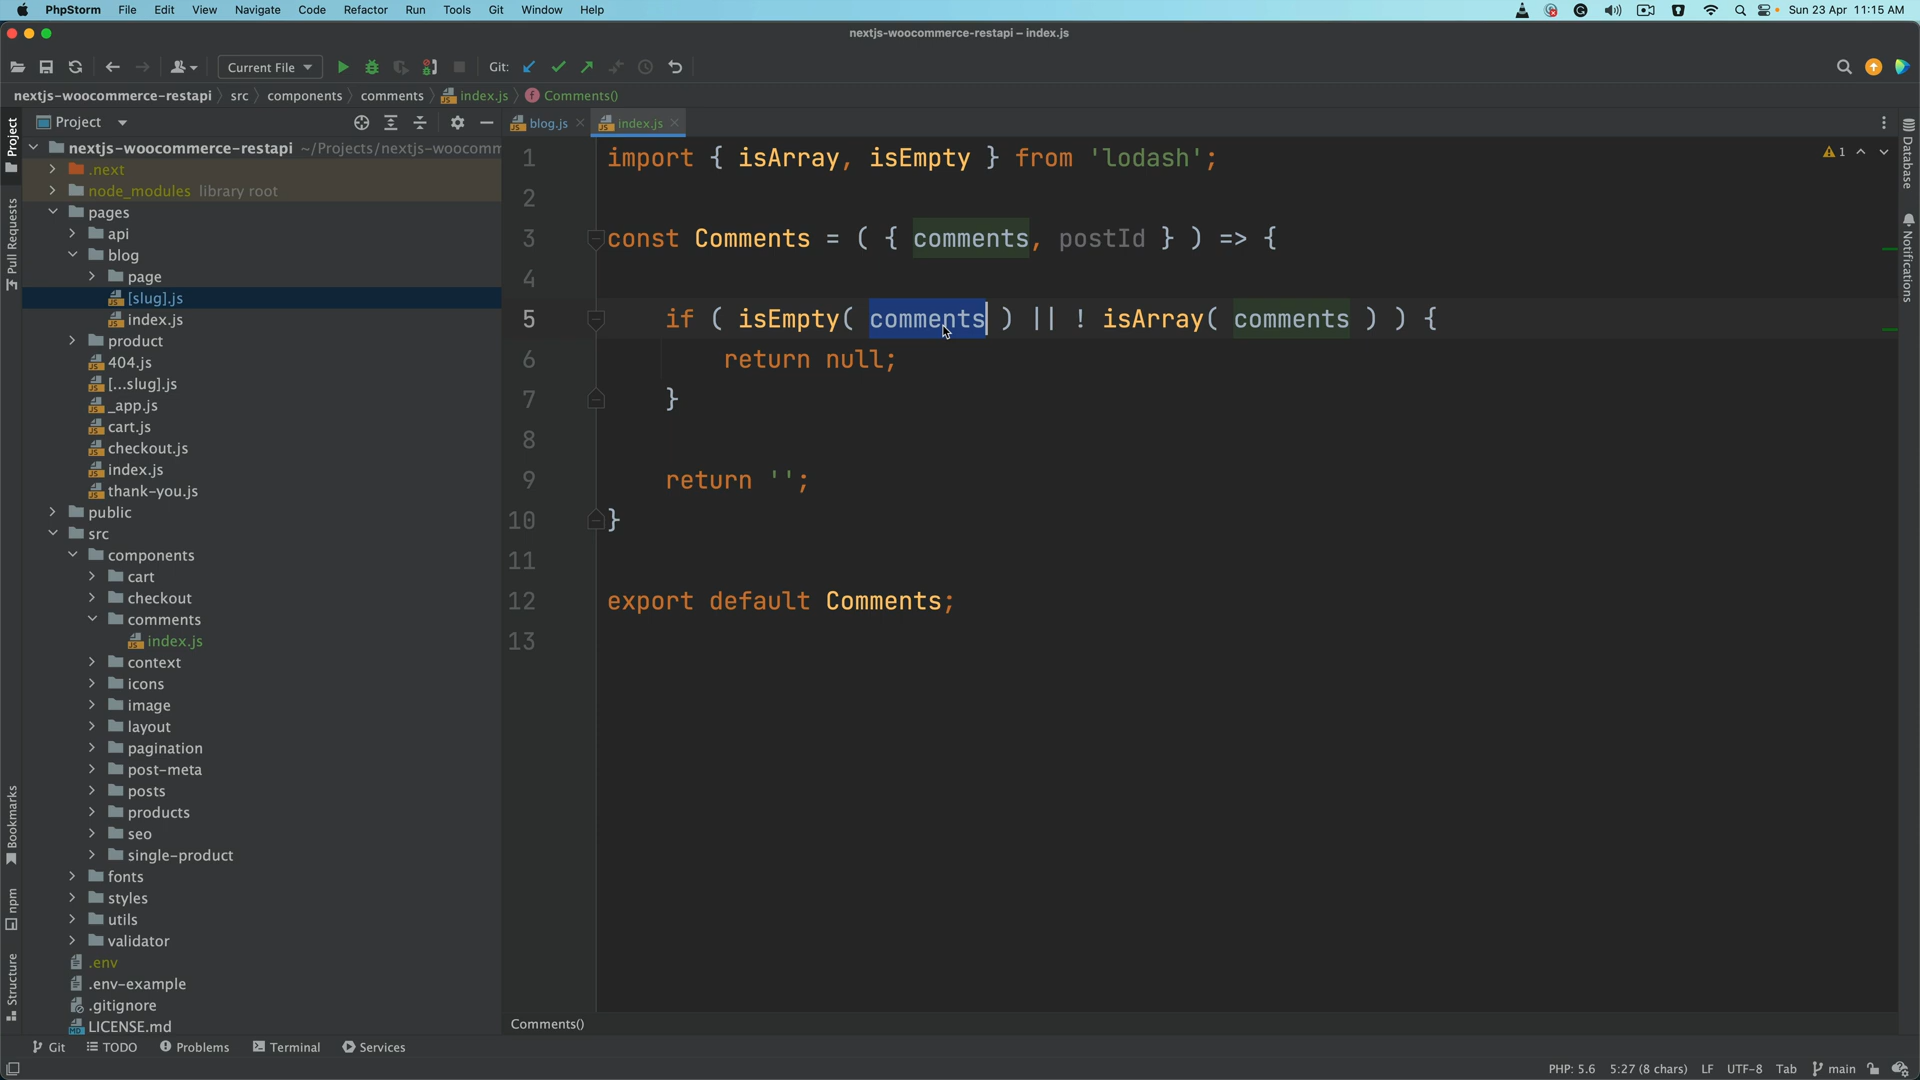 PhpStorm File Edit View Navigate Code Refactor Run Tools Git Window Help Sun 23 Apr 11:15 AM
nextjs-woocommerce-restapi – index.js
Current File Git:
nextjs-woocommerce-restapi src components comments index.js Comments()
Project
blog.js index.js
nextjs-woocommerce-restapi ~/Projects/nextjs-woocomm
.next
node_modules library root
pages
api
blog
page
[slug].js
index.js
product
404.js
[...slug].js
_app.js
cart.js
checkout.js
index.js
thank-you.js
public
src
components
cart
checkout
comments
index.js
context
icons
image
layout
pagination
post-meta
posts
products
seo
single-product
fonts
styles
utils
validator
.env
.env-example
.gitignore
LICENSE.md
1 import { isArray, isEmpty } from 'lodash';
2
3 const Comments = ( { comments, postId } ) => {
4
5 if ( isEmpty( comments ) || ! isArray( comments ) ) {
6 return null;
7 }
8
9 return '';
10 }
11
12 export default Comments;
13
1
Comments()
Project
Pull Requests
Bookmarks
npm
Structure
Database
Notifications
Git TODO Problems Terminal Services
PHP: 5.6 5:27 (8 chars) LF UTF-8 Tab main